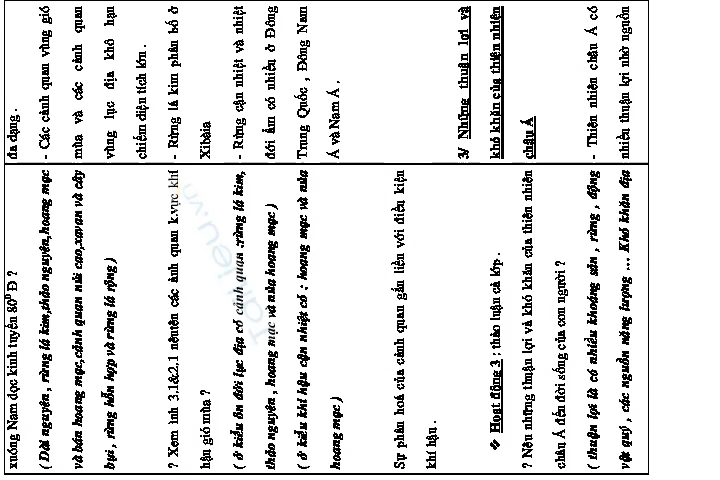 xuống Nam dọc kinh tuyến 80⁰ Đ ?
( Đài nguyên , rừng lá kim,thảo nguyên,hoang mạc
và bán hoang mạc,cảnh quan núi cao,xavan và cây
bụi , rừng hỗn hợp và rừng lá rộng )
? Xem hình 3.1&2.1 nêutên các ảnh quan k.vực khí
hậu gió mùa ?
( ở kiểu ôn đới lục địa có cảnh quan :rừng lá kim,
thảo nguyên , hoang mạc và nửa hoang mạc )
( ở kiểu khí hậu cận nhiệt có : hoang mạc và nửa
hoang mạc )
Sự phân hoá của cảnh quan gắn liền với điều kiện
khí hậu .
❖ Hoạt động 3 : thảo luận cả lớp .
? Nêu những thuận lợi và khó khăn của thiên nhiên
châu Á đến đời sống của con người ?
( thuận lợi là có nhiều khoáng sản , rừng , động
vật quý , các nguồn năng lượng ... Khó khăn địa
đa dạng .
- Các cảnh quan vùng gió
mùa và các cảnh quan
vùng lục địa khô hạn
chiếm diện tích lớn .
- Rừng lá kim phân bố ở
Xibâia
- Rừng cận nhiệt và nhiệt
đới ẩm có nhiều ở Đông
Trung Quốc , Đông Nam
Á và Nam Á .
3/ Những thuận lợi và
khó khăn của thiên nhiên
châu Á
- Thiên nhiên châu Á có
nhiều thuận lợi nhờ nguồn
TaiLieu.vn